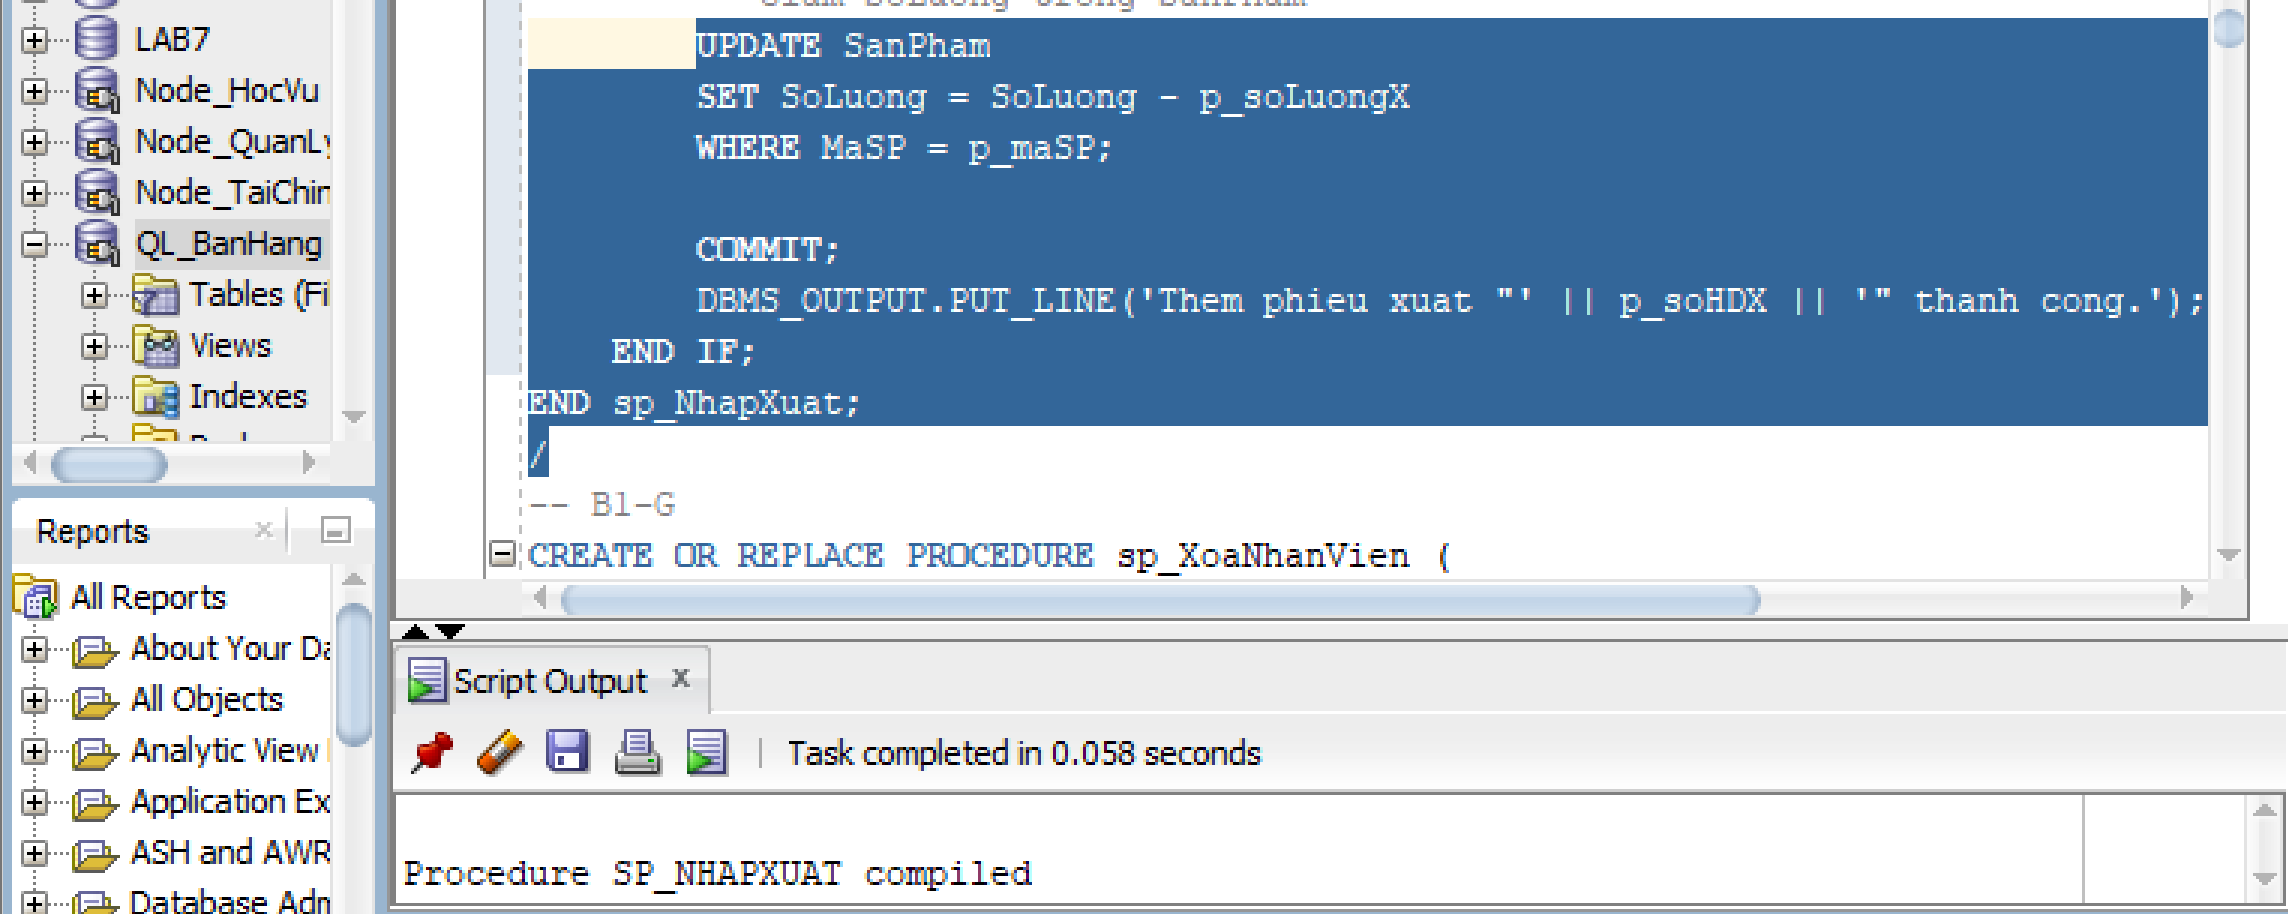 LAB7
Node_HocVu
Node_QuanLy
Node_TaiChin
QL_BanHang
Tables (Fi
Views
Indexes
Reports
All Reports
About Your Da
All Objects
Analytic View
Application Ex
ASH and AWR
Database Adm
UPDATE SanPham
SET SoLuong = SoLuong - p_soLuongX
WHERE MaSP = p_maSP;
COMMIT;
DBMS_OUTPUT.PUT_LINE('Them phieu xuat "' || p_soHDX || '" thanh cong.');
END IF;
END sp_NhapXuat;
/
-- B1-G
CREATE OR REPLACE PROCEDURE sp_XoaNhanVien (
Script Output
Task completed in 0.058 seconds
Procedure SP_NHAPXUAT compiled